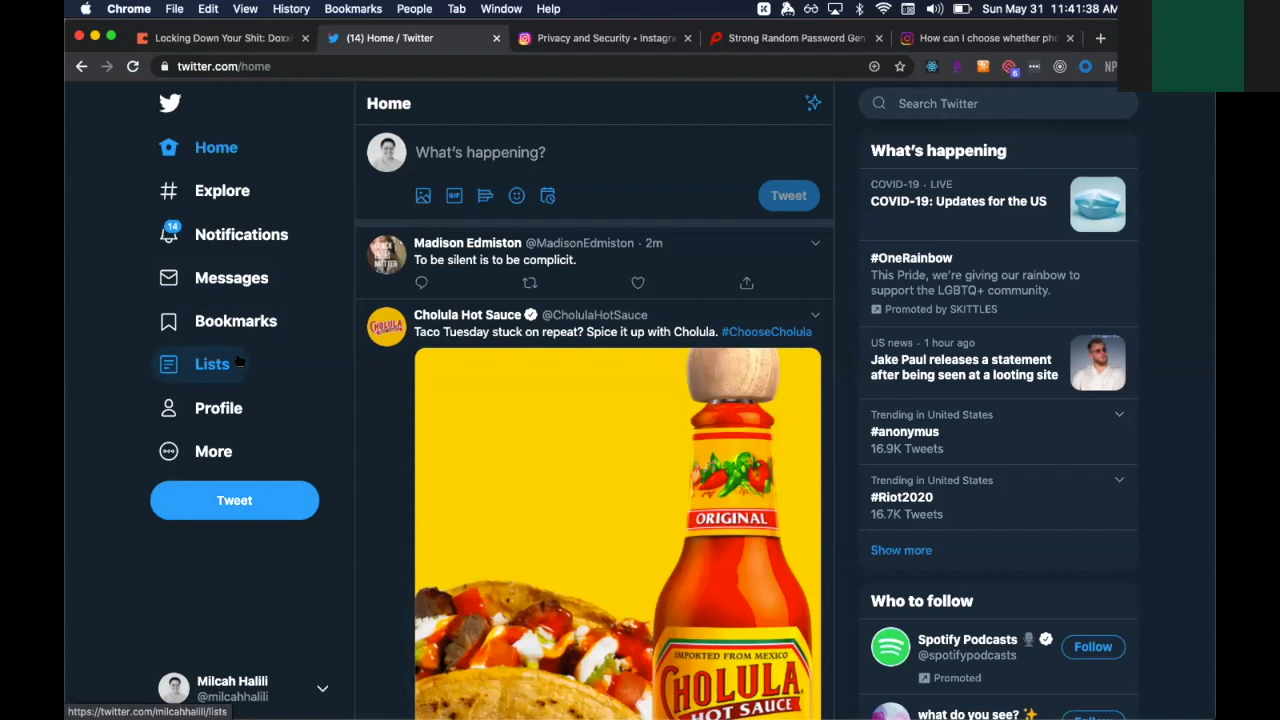 Chrome File Edit View History Bookmarks People Tab Window Help Sun May 31 11:41:38 AM
Locking Down Your Shit: Doxxi
(14) Home / Twitter
Privacy and Security • Instagra
Strong Random Password Gen
How can I choose whether pho
twitter.com/home
6
NP
Home
Explore
14
Notifications
Messages
Bookmarks
Lists
Profile
More
Tweet
Milcah Halili
@milcahhalili
https://twitter.com/milcahhalili/lists
Home
What's happening?
GIF
Tweet
Madison Edmiston @MadisonEdmiston · 2m
To be silent is to be complicit.
Cholula Hot Sauce @CholulaHotSauce
Taco Tuesday stuck on repeat? Spice it up with Cholula. #ChooseCholula
ORIGINAL
IMPORTED FROM MEXICO
CHOLULA
HOT SAUCE
Search Twitter
What's happening
COVID-19 · LIVE
COVID-19: Updates for the US
#OneRainbow
This Pride, we're giving our rainbow to
support the LGBTQ+ community.
Promoted by SKITTLES
US news · 1 hour ago
Jake Paul releases a statement
after being seen at a looting site
Trending in United States
#anonymus
16.9K Tweets
Trending in United States
#Riot2020
16.7K Tweets
Show more
Who to follow
Spotify Podcasts
@spotifypodcasts
Follow
Promoted
what do you see?